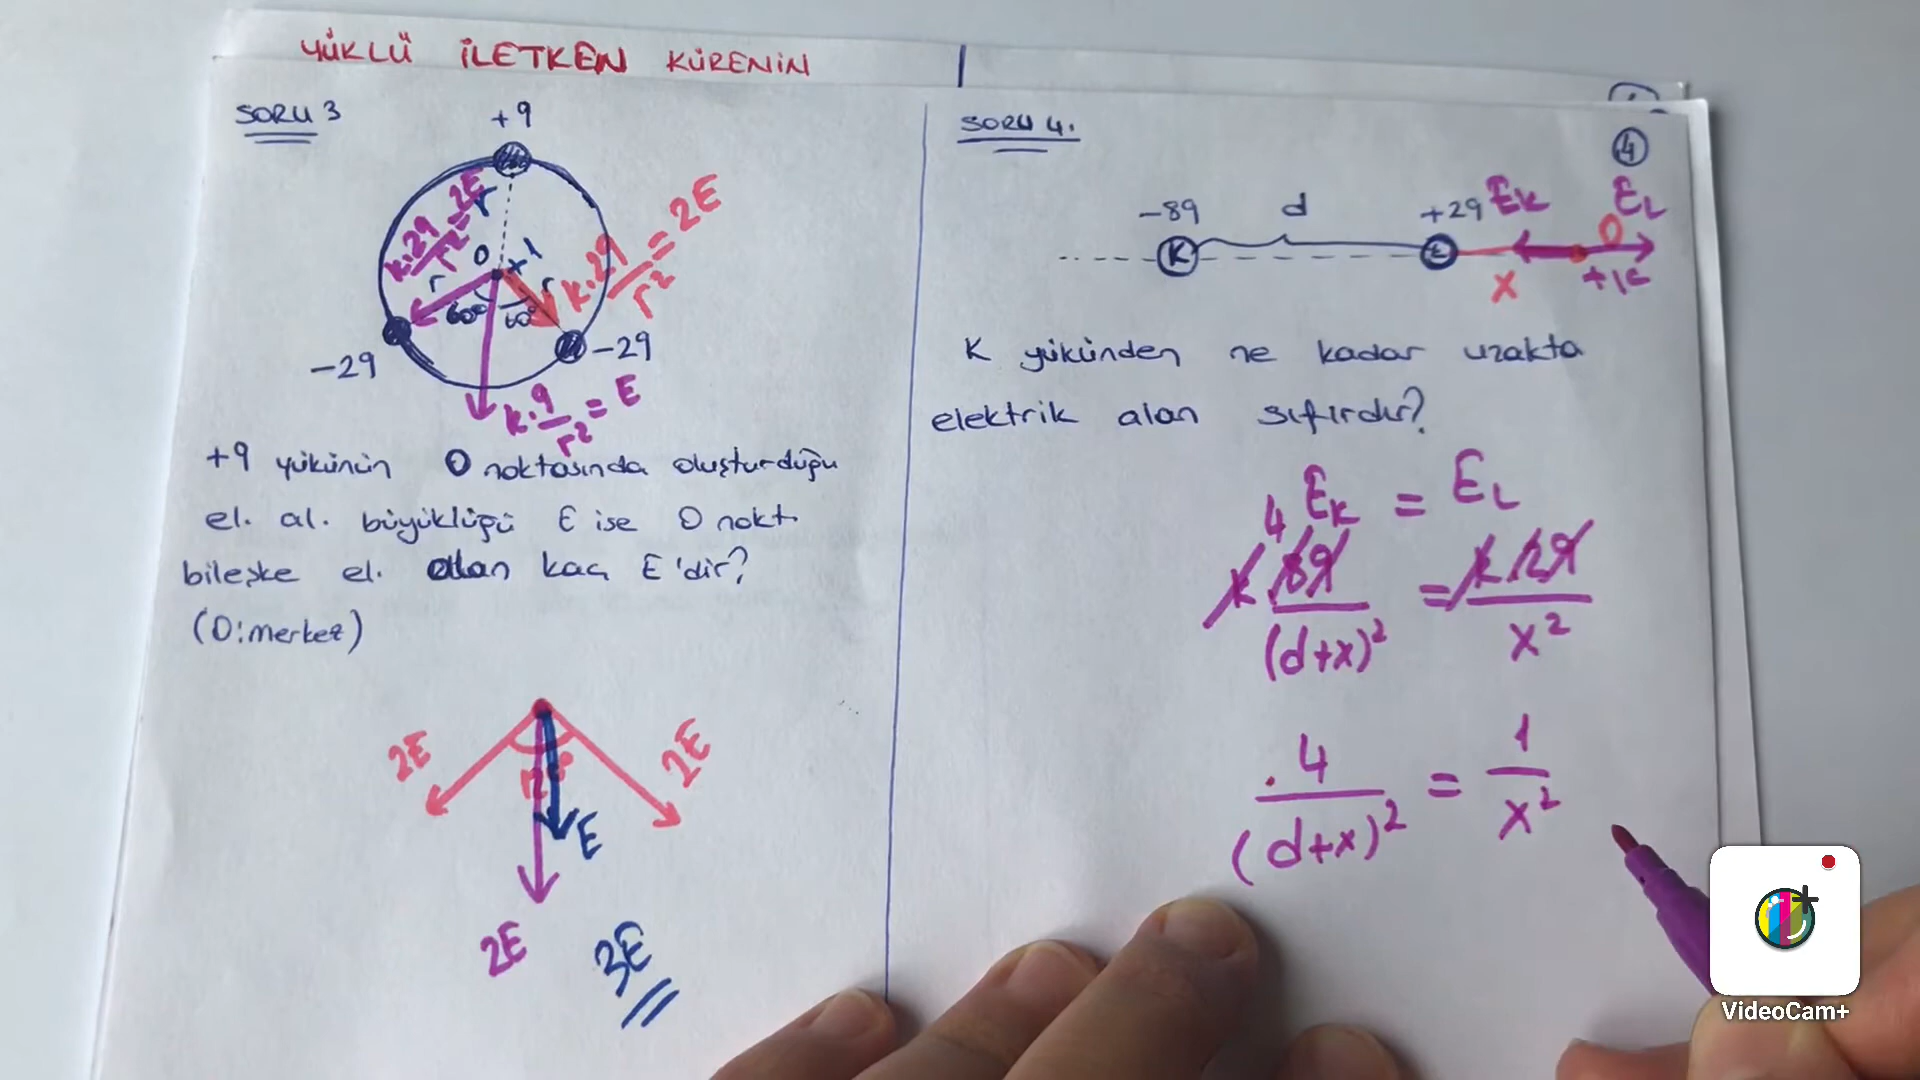 YÜKLÜ İLETKEN KÜRENİN
SORU 3
+q
k.2q/r² = 2E
r
O
x
r
r
60° 60°
k.2q/r² = 2E
-2q
-2q
k.q/r² = E
+q yükünün O noktasında oluşturduğu
el. al. büyüklüğü E ise O nokt.
bileşke el. alan kaç E'dir?
(O:merkez)
2E
2E
120°
E
2E
3E
SORU 4.
4
-8q d +2q EK EL
O
K L
x +1C
K yükünden ne kadar uzakta
elektrik alan sıfırdır?
EK = EL
4
k.8q/(d+x)² = k.2q/x²
4/(d+x)² = 1/x²
VideoCam+